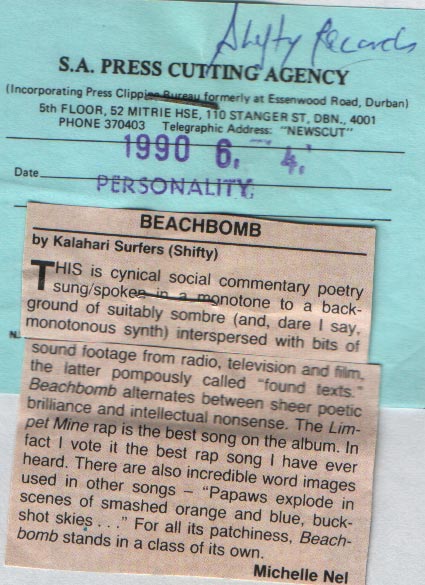 Shifty Records
S.A. PRESS CUTTING AGENCY
(Incorporating Press Clipping Bureau formerly at Essenwood Road, Durban)
5th FLOOR, 52 MITRIE HSE, 110 STANGER ST, DBN., 4001
PHONE 370403 Telegraphic Address: "NEWSCUT"
1990 6. 4.
Date
PERSONALITY
BEACHBOMB
by Kalahari Surfers (Shifty)
THIS is cynical social commentary poetry
sung/spoken in a monotone to a back-
ground of suitably sombre (and, dare I say,
monotonous synth) interspersed with bits of
N
sound footage from radio, television and film,
the latter pompously called "found texts."
Beachbomb alternates between sheer poetic
brilliance and intellectual nonsense. The Lim-
pet Mine rap is the best song on the album. In
fact I vote it the best rap song I have ever
heard. There are also incredible word images
used in other songs – "Papaws explode in
scenes of smashed orange and blue, buck-
shot skies . . ." For all its patchiness, Beach-
bomb stands in a class of its own.
Michelle Nel